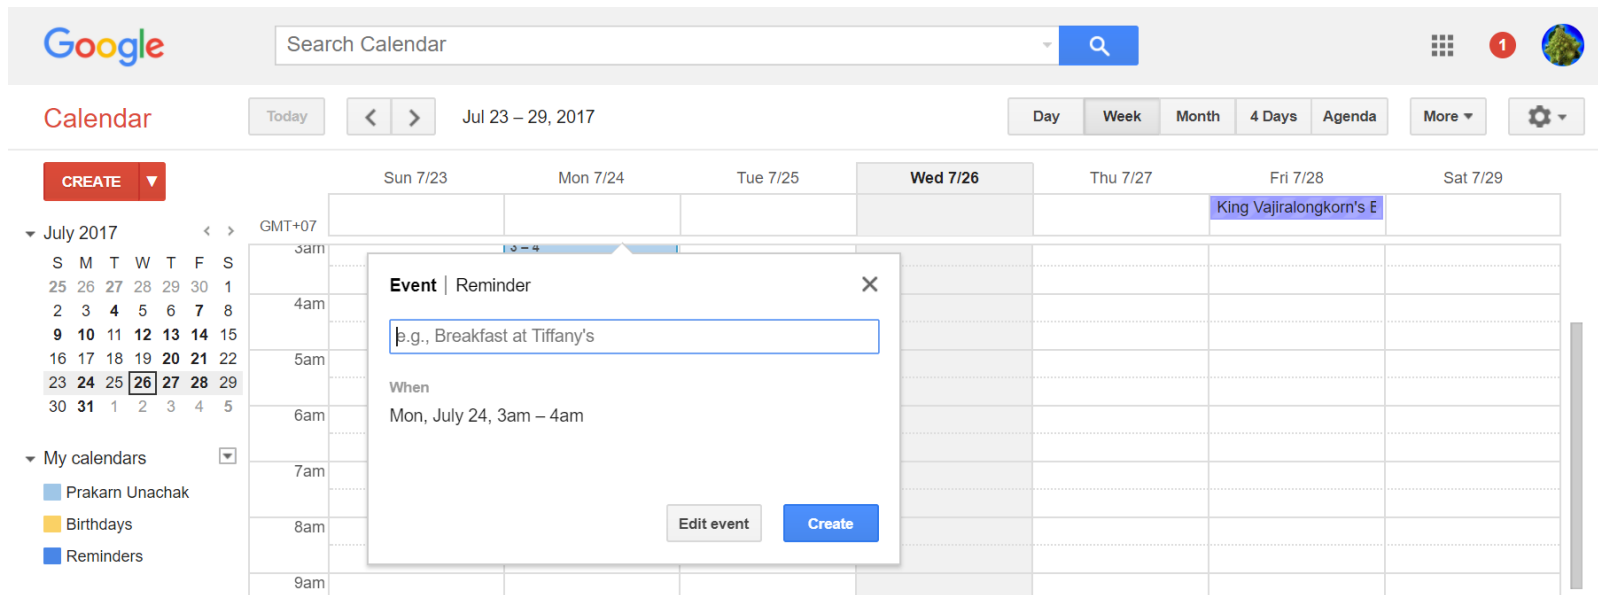 Google
Search Calendar
1
Calendar
Today
Jul 23 – 29, 2017
Day
Week
Month
4 Days
Agenda
More
CREATE
Sun 7/23
Mon 7/24
Tue 7/25
Wed 7/26
Thu 7/27
Fri 7/28
Sat 7/29
GMT+07
King Vajiralongkorn's
July 2017
S M T W T F S
25 26 27 28 29 30 1
2 3 4 5 6 7 8
9 10 11 12 13 14 15
16 17 18 19 20 21 22
23 24 25 26 27 28 29
30 31 1 2 3 4 5
My calendars
Prakarn Unachak
Birthdays
Reminders
3am
4am
5am
6am
7am
8am
9am
3 – 4
Event | Reminder
e.g., Breakfast at Tiffany's
When
Mon, July 24, 3am – 4am
Edit event
Create